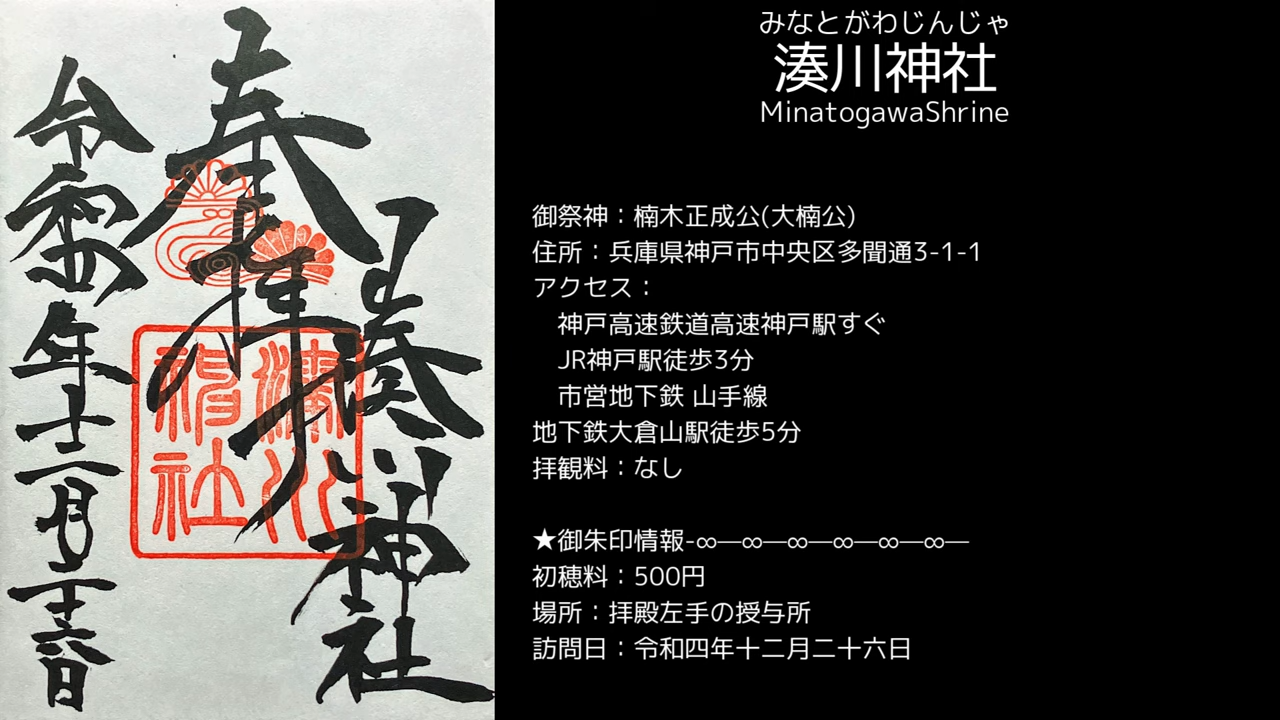 奉拝
湊川神社
令和四年十二月二十六日
湊川
神社
みなとがわじんじゃ
湊川神社
MinatogawaShrine
御祭神：楠木正成公(大楠公)
住所：兵庫県神戸市中央区多聞通3-1-1
アクセス：
神戸高速鉄道高速神戸駅すぐ
JR神戸駅徒歩3分
市営地下鉄 山手線
地下鉄大倉山駅徒歩5分
拝観料：なし
★御朱印情報-∞—∞—∞—∞—∞—∞—
初穂料：500円
場所：拝殿左手の授与所
訪問日：令和四年十二月二十六日